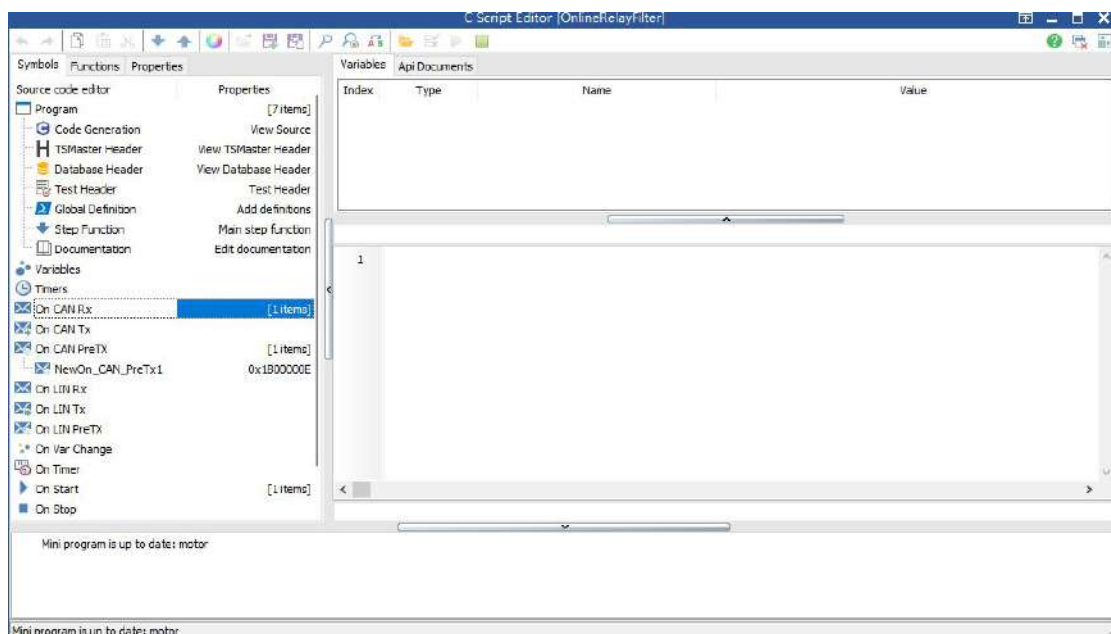 C Script Editor [OnlineRelayFilter]
Symbols Functions Properties
Variables Api Documents
Source code editor Properties
Index Type Name Value
Program [7 items]
Code Generation View Source
TSMaster Header View TSMaster Header
Database Header View Database Header
Test Header Test Header
Global Definition Add definitions
Step Function Main step function
Documentation Edit documentation
1
Variables
Timers
On CAN Rx [1 items]
On CAN Tx
On CAN PreTX [1 items]
NewOn_CAN_PreTx1 0x1B00000E
On LIN Rx
On LIN Tx
On LIN PreTX
On Var Change
On Timer
On Start [1 items]
On Stop
Mini program is up to date: motor
Mini program is up to date: motor